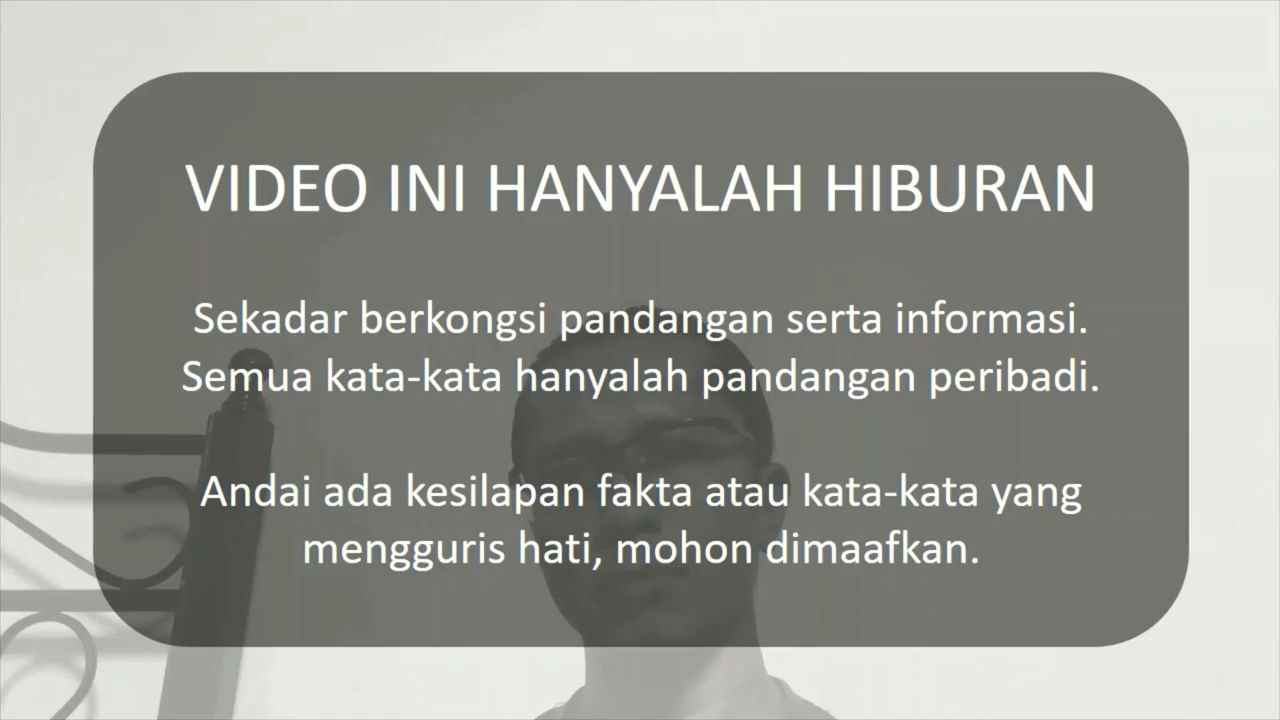 VIDEO INI HANYALAH HIBURAN
Sekadar berkongsi pandangan serta informasi.
Semua kata-kata hanyalah pandangan peribadi.
Andai ada kesilapan fakta atau kata-kata yang
mengguris hati, mohon dimaafkan.